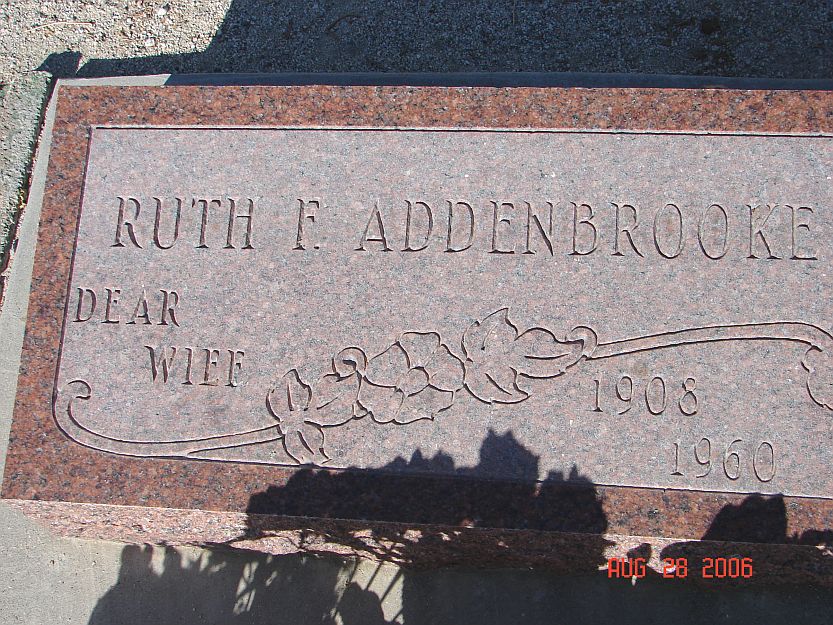 RUTH F. ADDENBROOKE
DEAR
WIFE
1908
1960
AUG 28 2006